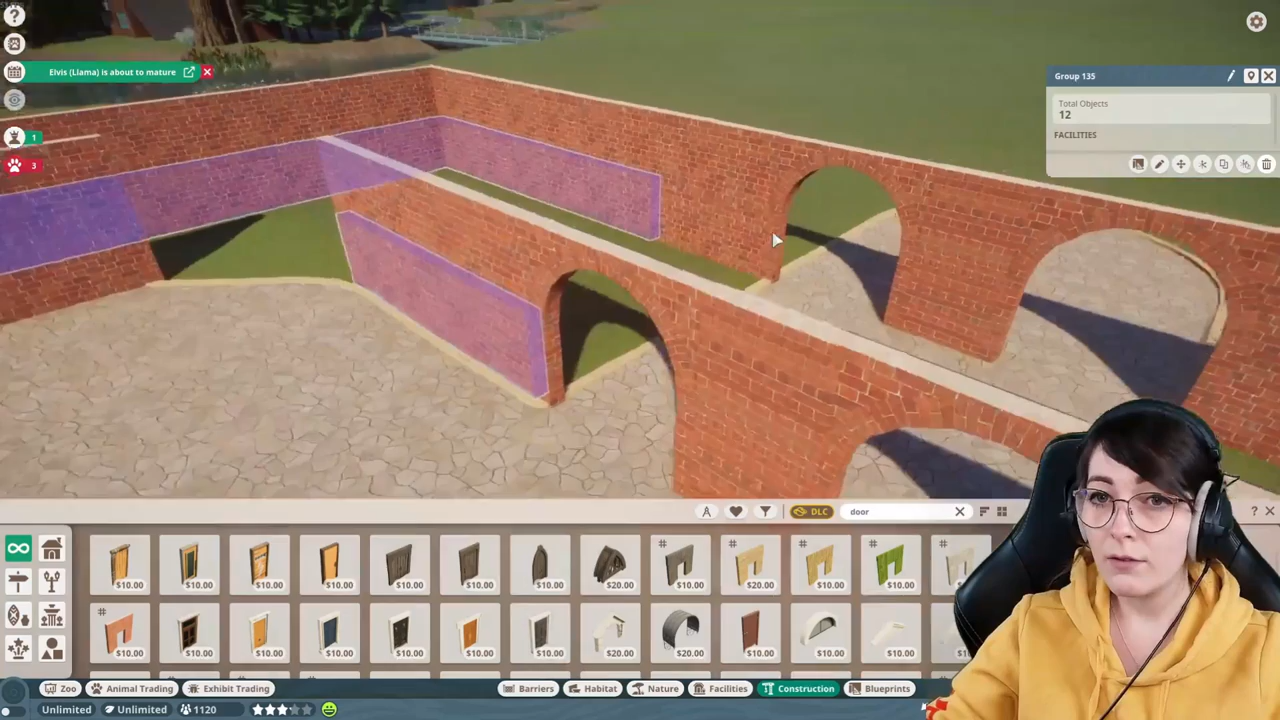 ?
Elvis (Llama) is about to mature
1
3
Group 135
Total Objects
12
FACILITIES
DLC
door
?
$10.00 $10.00 $10.00 $10.00 $10.00 $10.00 $10.00 $20.00 $10.00 $20.00 $10.00 $10.00
$10.00 $10.00 $10.00 $10.00 $10.00 $10.00 $10.00 $20.00 $20.00 $10.00 $10.00 $10.00
Zoo
Animal Trading
Exhibit Trading
Barriers
Habitat
Nature
Facilities
Construction
Blueprints
Unlimited
Unlimited
1120